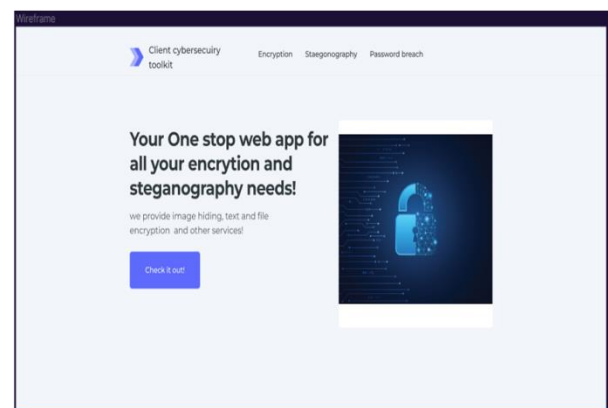 Wireframe
Client cybersecuiry
toolkit
Encryption Staegonography Password breach
Your One stop web app for
all your encrytion and
steganography needs!
we provide image hiding, text and file
encryption and other services!
Check it out!